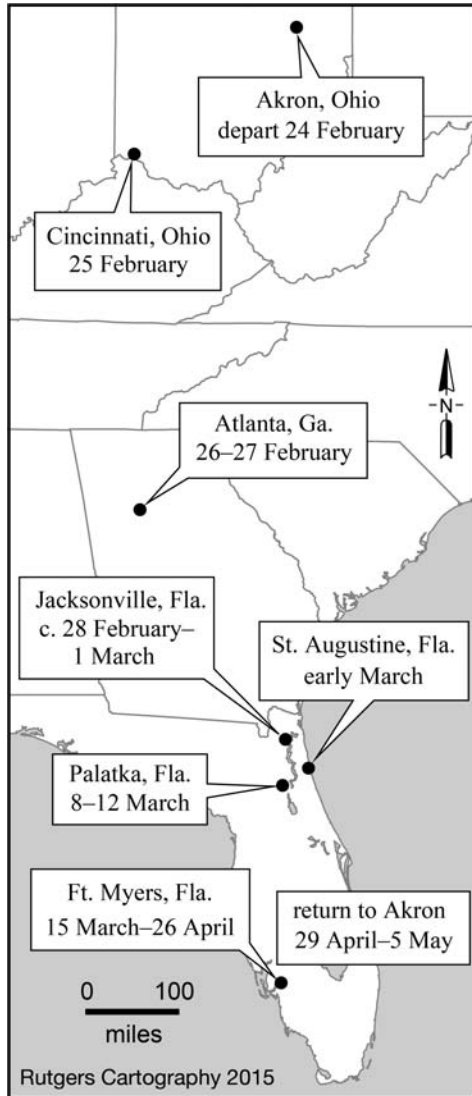 Akron, Ohio
depart 24 February
Cincinnati, Ohio
25 February
N
Atlanta, Ga.
26–27 February
Jacksonville, Fla.
c. 28 February–
1 March
St. Augustine, Fla.
early March
Palatka, Fla.
8–12 March
Ft. Myers, Fla.
15 March–26 April
return to Akron
29 April–5 May
0 100
miles
Rutgers Cartography 2015